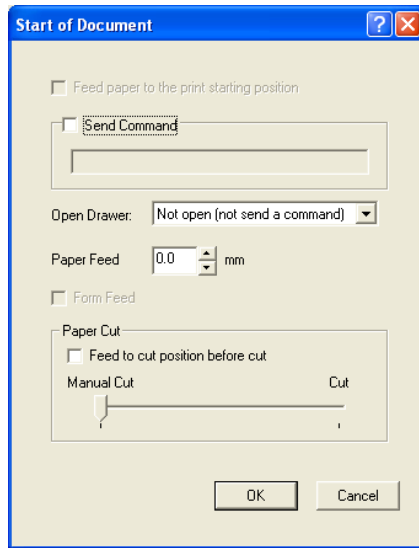 Start of Document
Feed paper to the print starting position
Send Command
Open Drawer: Not open (not send a command)
Paper Feed 0.0 mm
Form Feed
Paper Cut
Feed to cut position before cut
Manual Cut Cut
OK Cancel